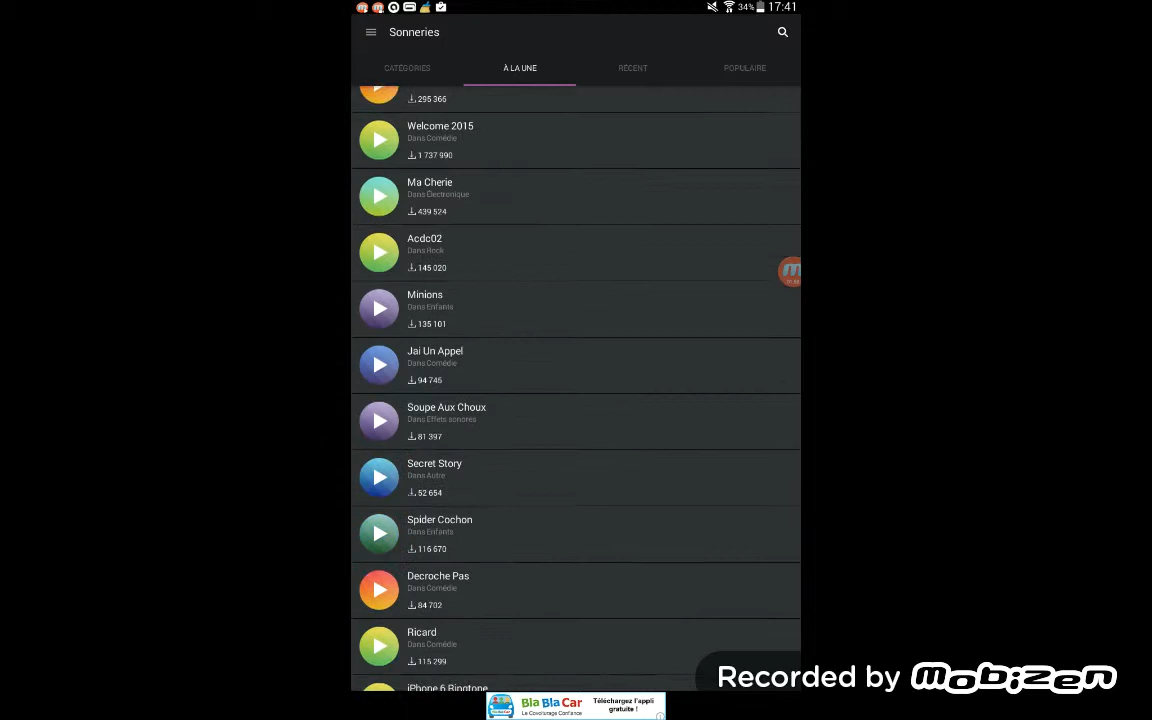 34% 17:41
Sonneries
CATÉGORIES À LA UNE RÉCENT POPULAIRE
295 366
Welcome 2015
Dans Comédie
1 737 990
Ma Cherie
Dans Électronique
439 524
Acdc02
Dans Rock
145 020
Minions
Dans Enfants
135 101
Jai Un Appel
Dans Comédie
94 745
Soupe Aux Choux
Dans Effets sonores
81 397
Secret Story
Dans Autre
52 654
Spider Cochon
Dans Enfants
116 670
Decroche Pas
Dans Comédie
84 702
Ricard
Dans Comédie
115 299
iPhone 6 Ringtone
Recorded by mobizen
Bla Bla Car
Le Covoiturage Confiance
Téléchargez l'appli
gratuite !